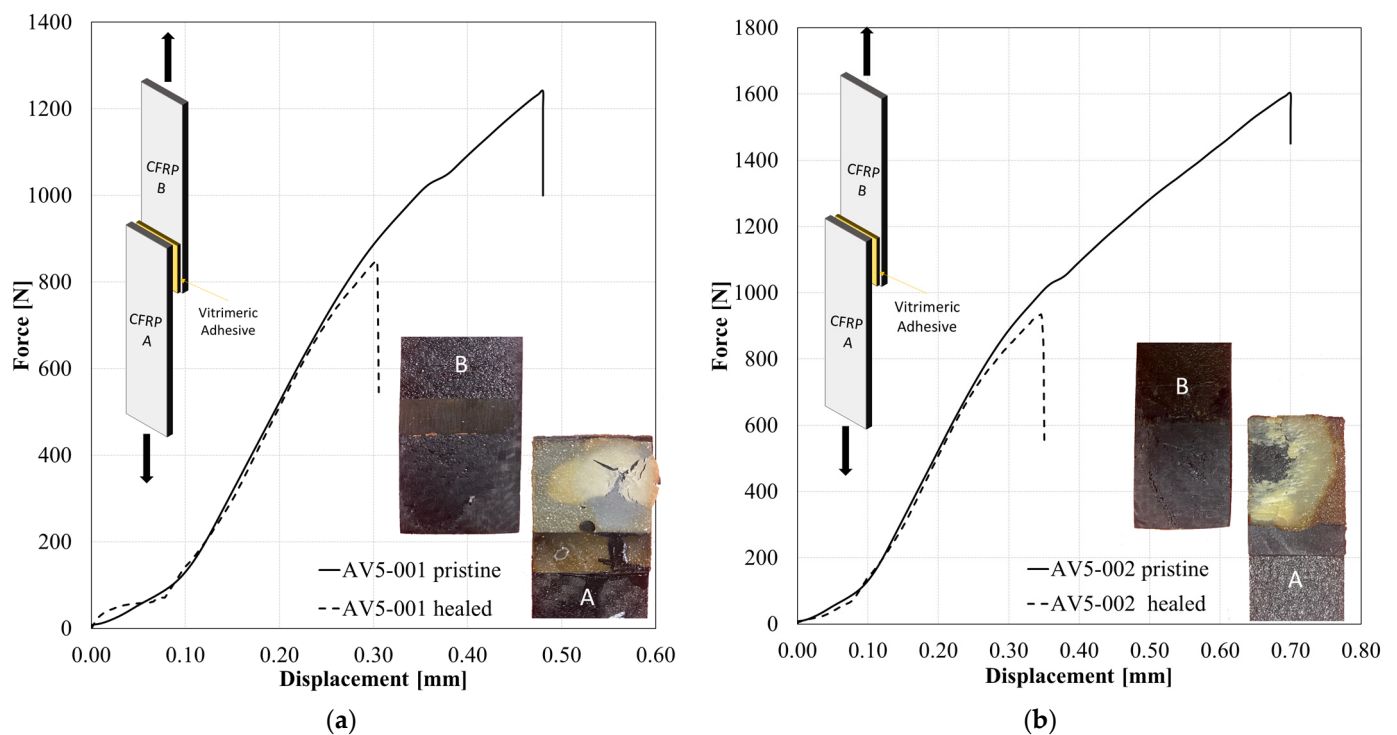 1400
1200
1000
800
600
400
200
0
Force [N]
0.00 0.10 0.20 0.30 0.40 0.50 0.60
Displacement [mm]
CFRP
B
CFRP
A
Vitrimeric
Adhesive
B
A
AV5-001 pristine
AV5-001 healed
(a)
1800
1600
1400
1200
1000
800
600
400
200
0
Force [N]
0.00 0.10 0.20 0.30 0.40 0.50 0.60 0.70 0.80
Displacement [mm]
CFRP
B
CFRP
A
Vitrimeric
Adhesive
B
A
AV5-002 pristine
AV5-002 healed
(b)